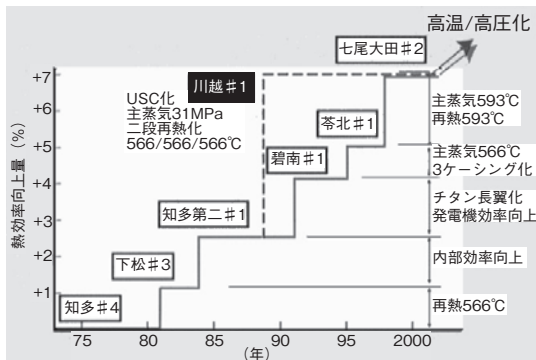 高温/高圧化
七尾大田♯2
+7
川越♯1
USC化
主蒸気31MPa
二段再熱化
566/566/566℃
主蒸気593℃
再熱593℃
+6
苓北♯1
+5
碧南♯1
主蒸気566℃
3ケーシング化
+4
チタン長翼化
発電機効率向上
+3
知多第二♯1
内部効率向上
+2
下松♯3
+1
再熱566℃
知多♯4
熱効率向上量(%)
75 80 85 90 95 2000
(年)